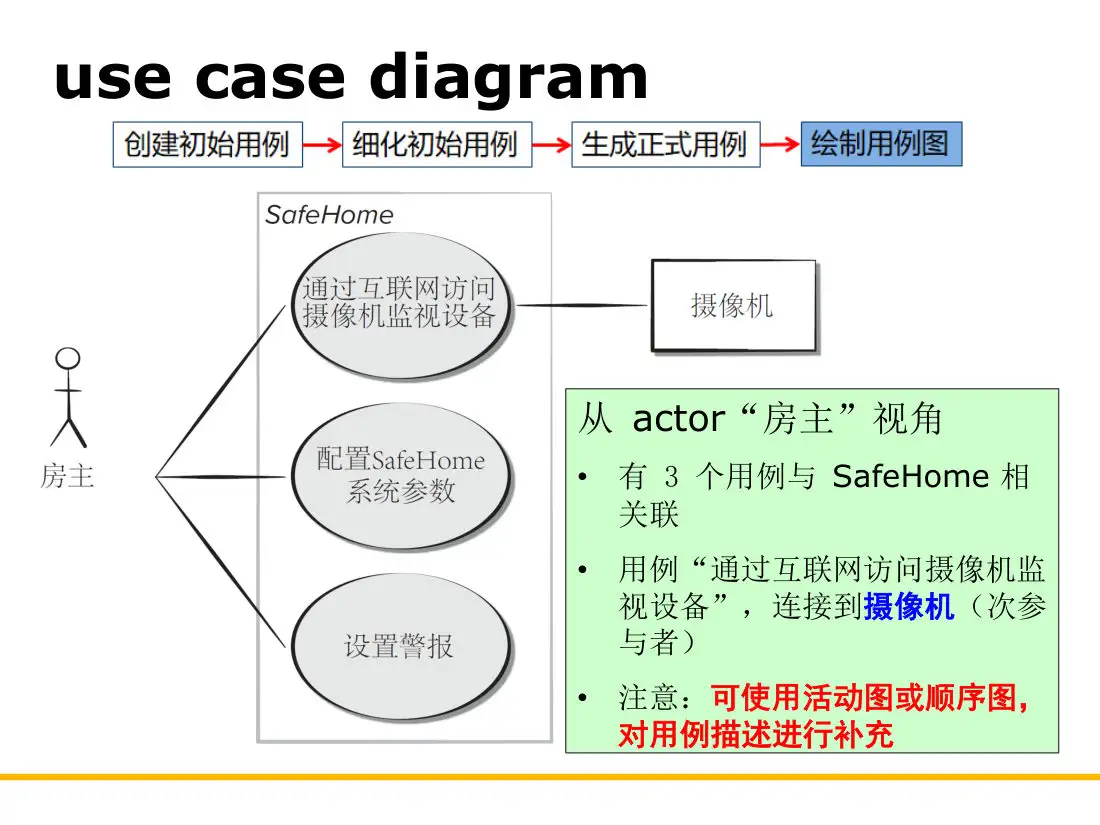 use case diagram
创建初始用例
细化初始用例
生成正式用例
绘制用例图
SafeHome
通过互联网访问
摄像机监视设备
摄像机
房主
配置SafeHome
系统参数
设置警报
从 actor“房主”视角
• 有 3 个用例与 SafeHome 相
关联
• 用例“通过互联网访问摄像机监
视设备”，连接到摄像机（次参
与者）
• 注意：可使用活动图或顺序图，
对用例描述进行补充